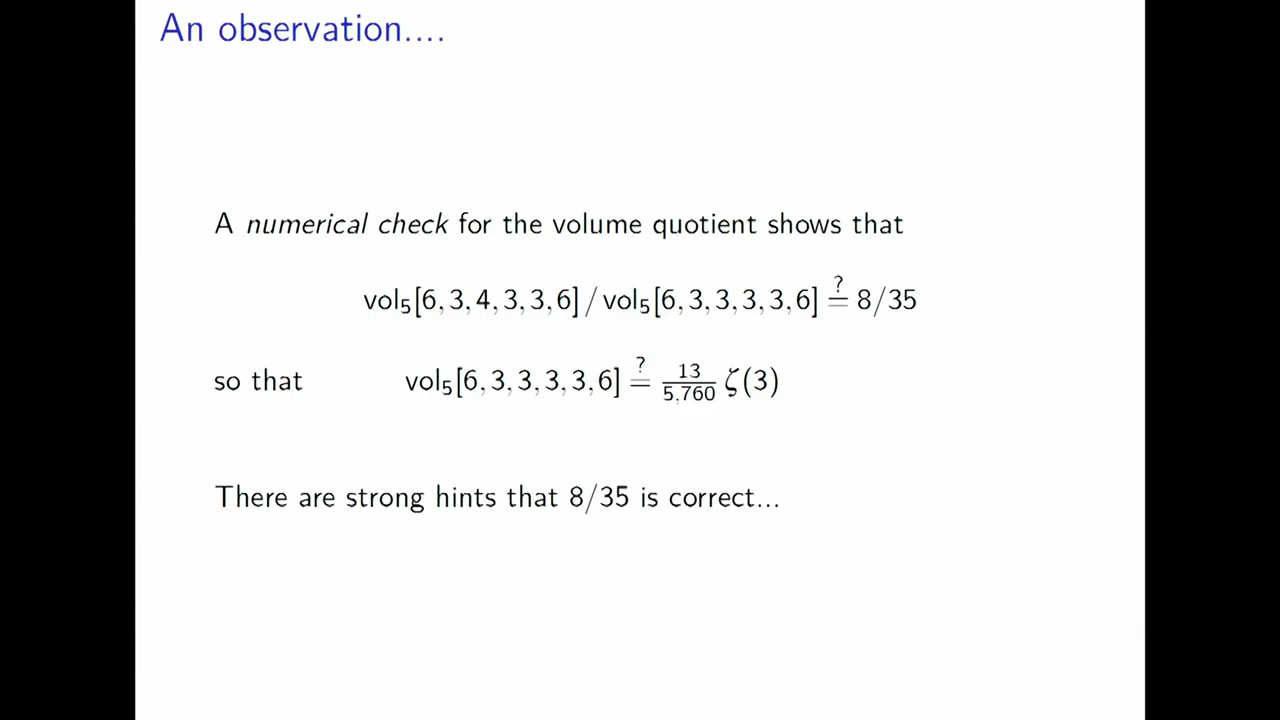 An observation....
A numerical check for the volume quotient shows that
vol₅[6, 3, 4, 3, 3, 6] / vol₅[6, 3, 3, 3, 3, 6] ≟ 8/35
so that vol₅[6, 3, 3, 3, 3, 6] ≟ 13/5,760 ζ(3)
There are strong hints that 8/35 is correct...